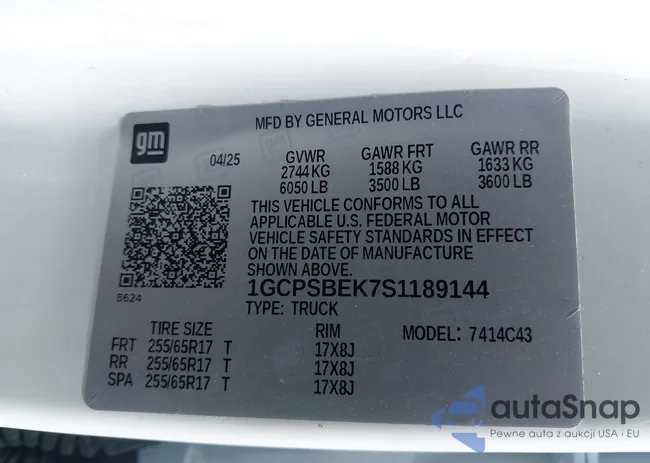 gm
MFD BY GENERAL MOTORS LLC
04/25 GVWR GAWR FRT GAWR RR
2744 KG 1588 KG 1633 KG
6050 LB 3500 LB 3600 LB
THIS VEHICLE CONFORMS TO ALL
APPLICABLE U.S. FEDERAL MOTOR
VEHICLE SAFETY STANDARDS IN EFFECT
ON THE DATE OF MANUFACTURE
SHOWN ABOVE.
1GCPSBEK7S1189144
8624
TYPE: TRUCK
TIRE SIZE RIM MODEL: 7414C43
FRT 255/65R17 T 17X8J
RR 255/65R17 T 17X8J
SPA 255/65R17 T 17X8J
autaSnap
Pewne auta z aukcji USA i EU